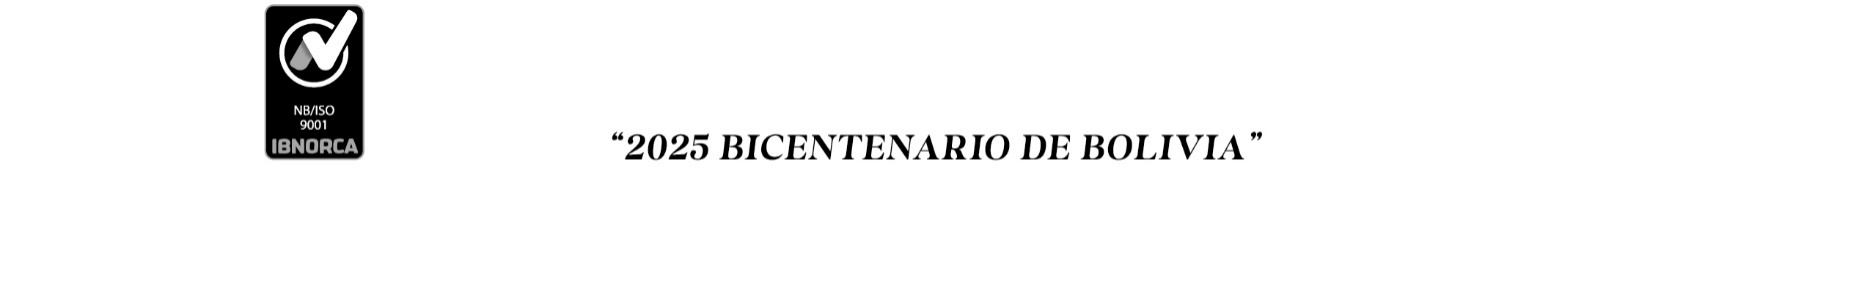 NB/ISO
9001
IBNORCA
“2025 BICENTENARIO DE BOLIVIA”